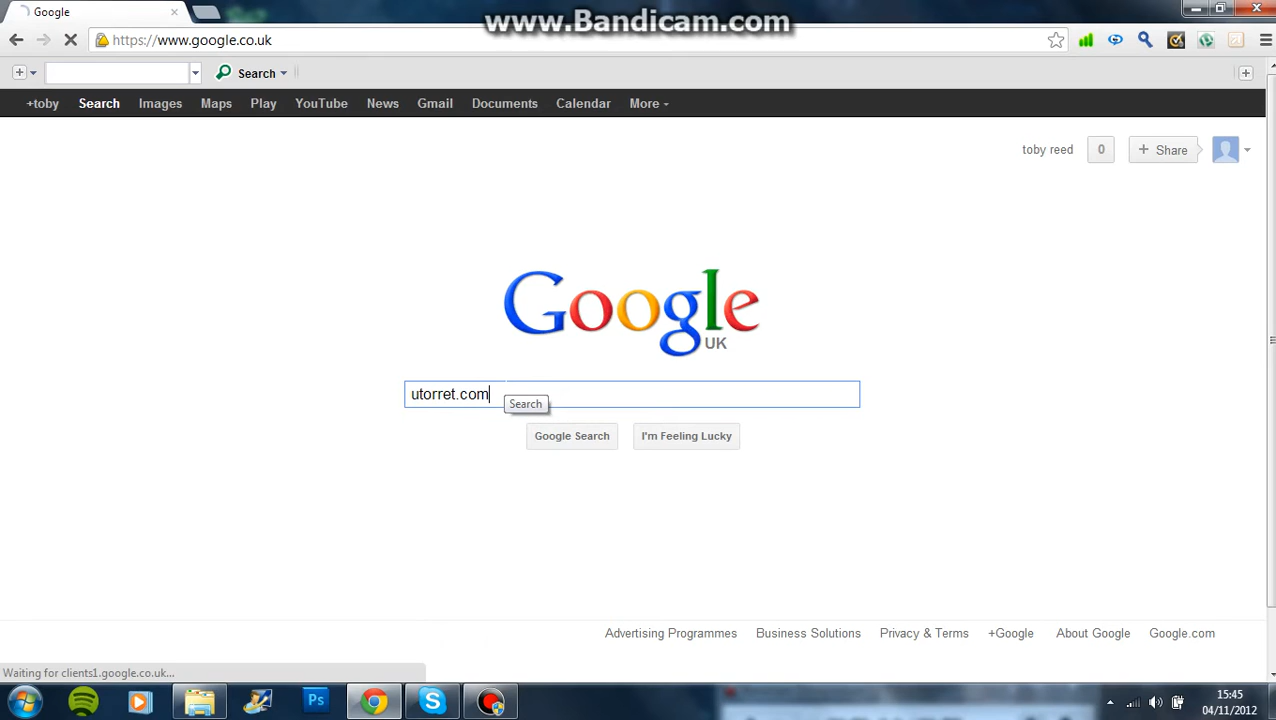 www.Bandicam.com
Google
https://www.google.co.uk
Search
+toby Search Images Maps Play YouTube News Gmail Documents Calendar More
toby reed 0 + Share
Google
UK
utorret.com
Search
Google Search I'm Feeling Lucky
Advertising Programmes Business Solutions Privacy & Terms +Google About Google Google.com
Waiting for clients1.google.co.uk...
Ps
15:45
04/11/2012